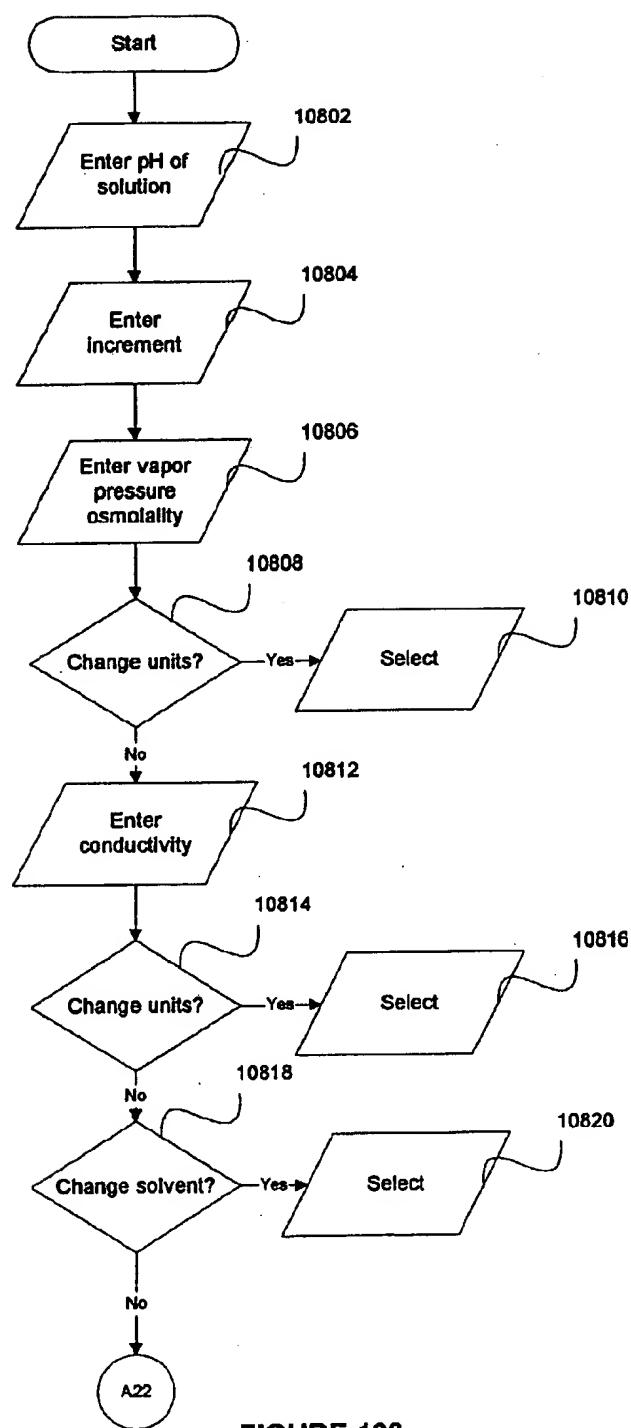 Start
10802
Enter pH of
solution
10804
Enter
increment
10806
Enter vapor
pressure
osmolality
10808
10810
Change units?
Yes
Select
No
10812
Enter
conductivity
10814
10816
Change units?
Yes
Select
No
10818
10820
Change solvent?
Yes
Select
No
A22
FIGURE 108